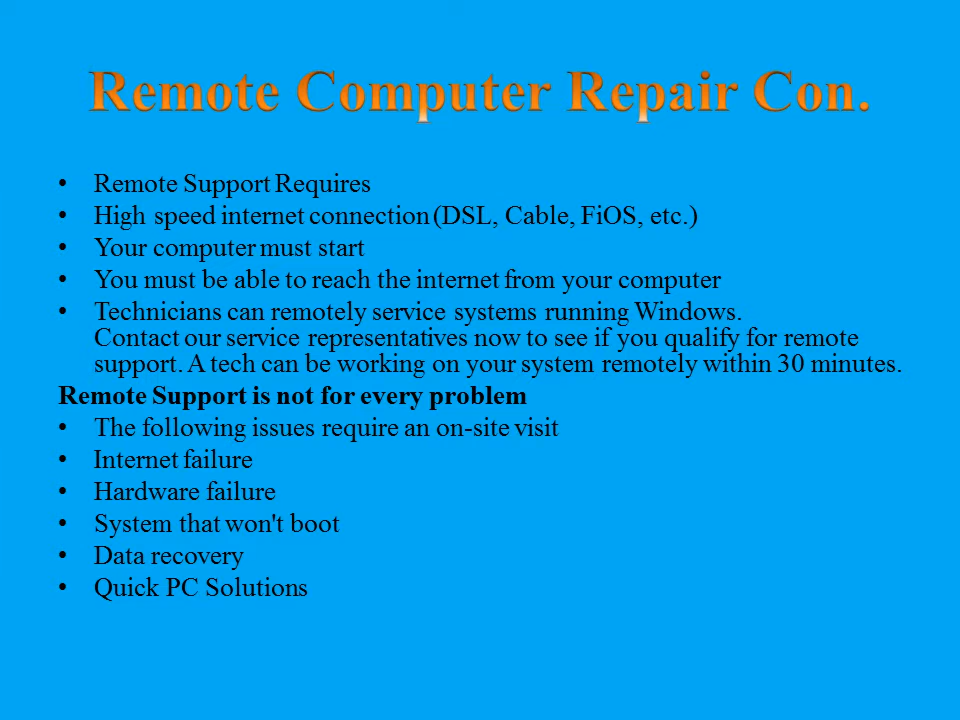 Remote Computer Repair Con.
• Remote Support Requires
• High speed internet connection (DSL, Cable, FiOS, etc.)
• Your computer must start
• You must be able to reach the internet from your computer
• Technicians can remotely service systems running Windows.
Contact our service representatives now to see if you qualify for remote
support. A tech can be working on your system remotely within 30 minutes.
Remote Support is not for every problem
• The following issues require an on-site visit
• Internet failure
• Hardware failure
• System that won't boot
• Data recovery
• Quick PC Solutions